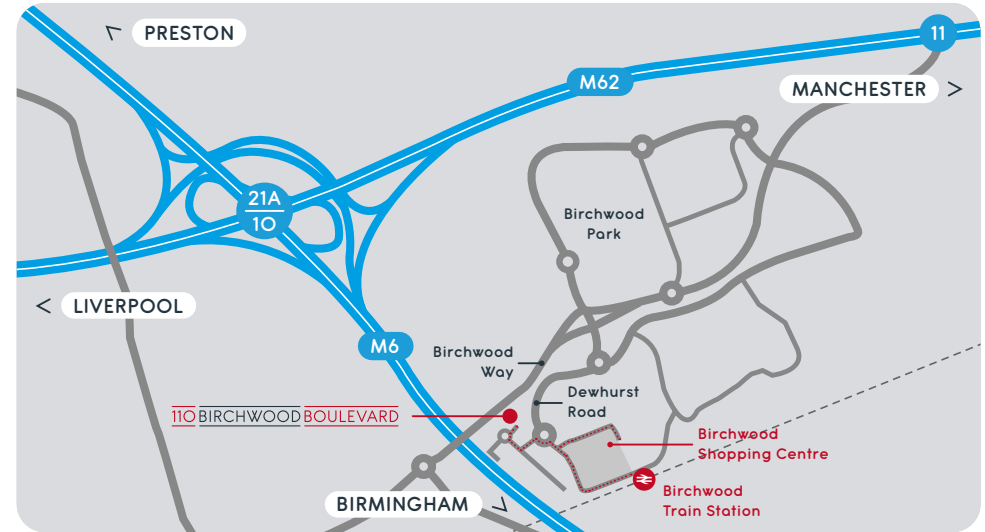 PRESTON
11
M62
MANCHESTER
21A
10
Birchwood
Park
LIVERPOOL
M6
Birchwood
Way
Dewhurst
Road
110 BIRCHWOOD BOULEVARD
Birchwood
Shopping Centre
BIRMINGHAM
Birchwood
Train Station